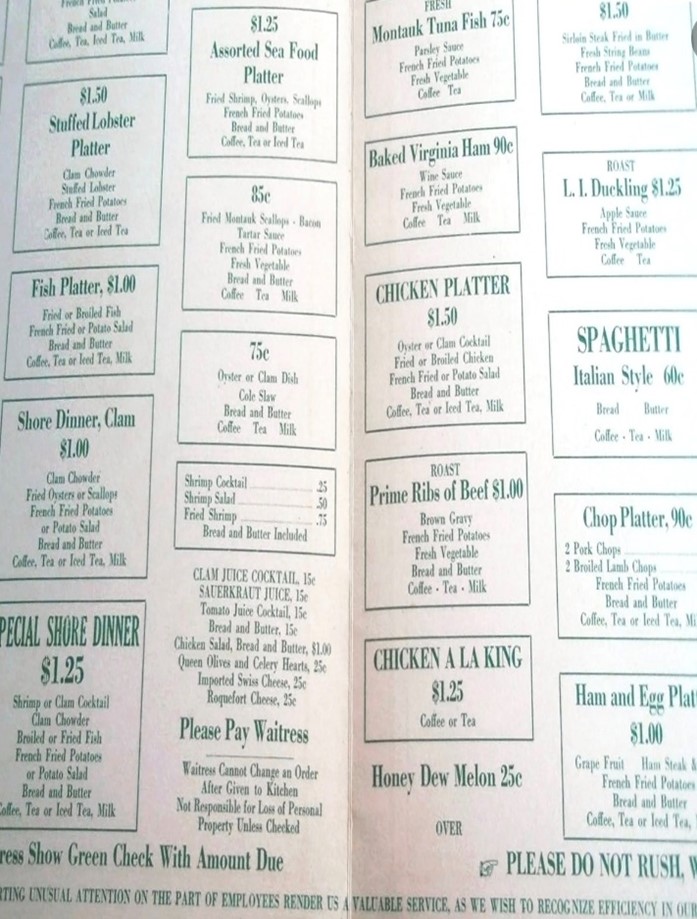 French Fried Potatoes
Salad
Bread and Butter
Coffee, Tea, Iced Tea, Milk
$1.50
Stuffed Lobster
Platter
Clam Chowder
Stuffed Lobster
French Fried Potatoes
Bread and Butter
Coffee, Tea or Iced Tea
Fish Platter, $1.00
Fried or Broiled Fish
French Fried or Potato Salad
Bread and Butter
Coffee, Tea or Iced Tea, Milk
Shore Dinner, Clam
$1.00
Clam Chowder
Fried Oysters or Scallops
French Fried Potatoes
or Potato Salad
Bread and Butter
Coffee, Tea or Iced Tea, Milk
PECIAL SHORE DINNER
$1.25
Shrimp or Clam Cocktail
Clam Chowder
Broiled or Fried Fish
French Fried Potatoes
or Potato Salad
Bread and Butter
Coffee, Tea or Iced Tea, Milk
$1.25
Assorted Sea Food
Platter
Fried Shrimp, Oysters, Scallops
French Fried Potatoes
Bread and Butter
Coffee, Tea or Iced Tea
85c
Fried Montauk Scallops - Bacon
Tartar Sauce
French Fried Potatoes
Fresh Vegetable
Bread and Butter
Coffee Tea Milk
75c
Oyster or Clam Dish
Cole Slaw
Bread and Butter
Coffee Tea Milk
Shrimp Cocktail .25
Shrimp Salad .50
Fried Shrimp .75
Bread and Butter Included
CLAM JUICE COCKTAIL, 15c
SAUERKRAUT JUICE, 15c
Tomato Juice Cocktail, 15c
Bread and Butter, 15c
Chicken Salad, Bread and Butter, $1.00
Queen Olives and Celery Hearts, 25c
Imported Swiss Cheese, 25c
Roquefort Cheese, 25c
Please Pay Waitress
Waitress Cannot Change an Order
After Given to Kitchen
Not Responsible for Loss of Personal
Property Unless Checked
FRESH
Montauk Tuna Fish 75c
Parsley Sauce
French Fried Potatoes
Fresh Vegetable
Coffee Tea
Baked Virginia Ham 90c
Wine Sauce
French Fried Potatoes
Fresh Vegetable
Coffee Tea Milk
CHICKEN PLATTER
$1.50
Oyster or Clam Cocktail
Fried or Broiled Chicken
French Fried or Potato Salad
Bread and Butter
Coffee, Tea or Iced Tea, Milk
ROAST
Prime Ribs of Beef $1.00
Brown Gravy
French Fried Potatoes
Fresh Vegetable
Bread and Butter
Coffee - Tea - Milk
CHICKEN A LA KING
$1.25
Coffee or Tea
Honey Dew Melon 25c
OVER
$1.50
Sirloin Steak Fried in Butter
Fresh String Beans
French Fried Potatoes
Bread and Butter
Coffee, Tea or Milk
ROAST
L. I. Duckling $1.25
Apple Sauce
French Fried Potatoes
Fresh Vegetable
Coffee Tea
SPAGHETTI
Italian Style 60c
Bread Butter
Coffee - Tea - Milk
Chop Platter, 90c
2 Pork Chops
2 Broiled Lamb Chops
French Fried Potatoes
Bread and Butter
Coffee, Tea or Iced Tea, Mi
Ham and Egg Plat
$1.00
Grape Fruit Ham Steak &
French Fried Potatoes
Bread and Butter
Coffee, Tea or Iced Tea,
ress Show Green Check With Amount Due
☞ PLEASE DO NOT RUSH, W
RTING UNUSUAL ATTENTION ON THE PART OF EMPLOYEES RENDER US A VALUABLE SERVICE, AS WE WISH TO RECOGNIZE EFFICIENCY IN OUR